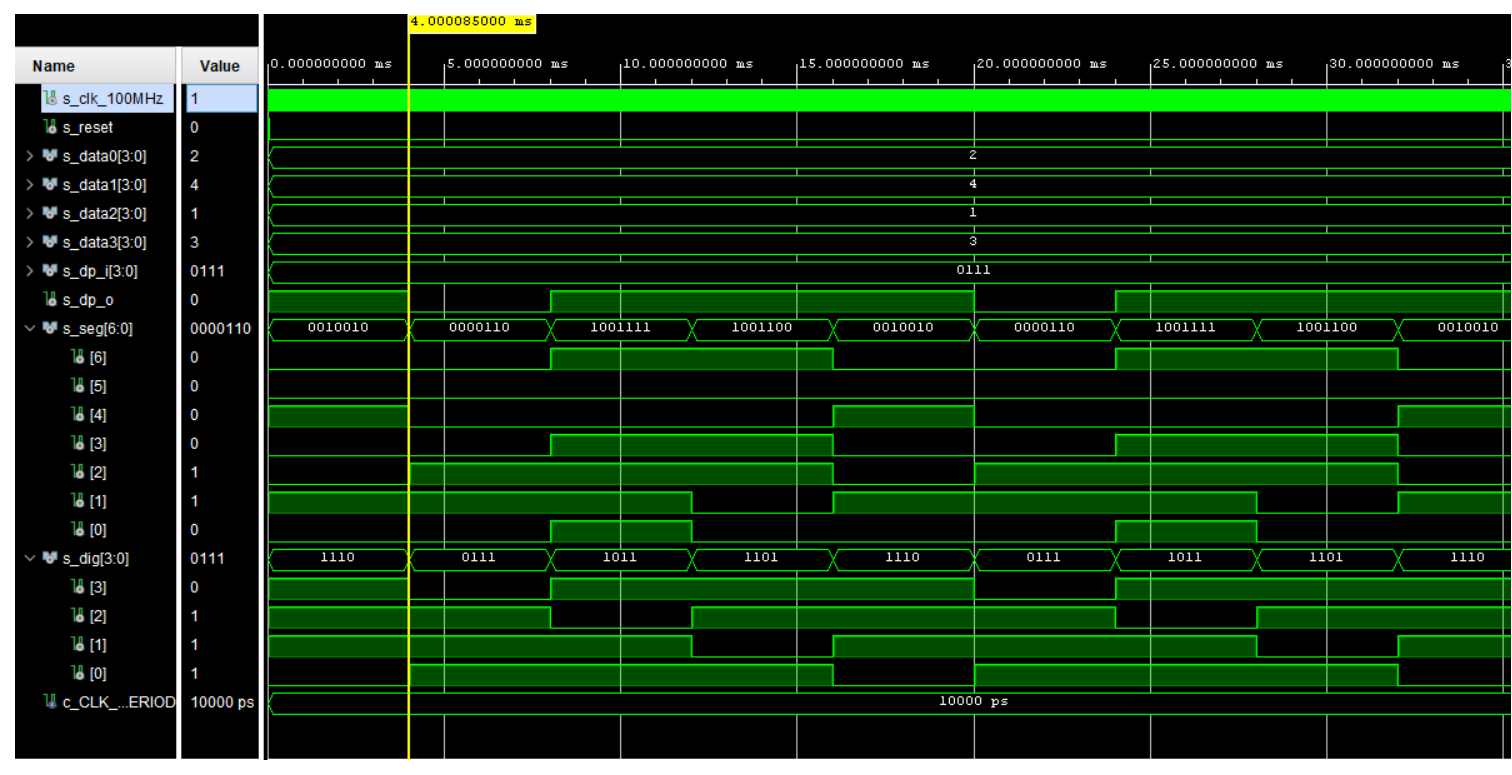 4.000085000 ms
Name Value 0.000000000 ms 5.000000000 ms 10.000000000 ms 15.000000000 ms 20.000000000 ms 25.000000000 ms 30.000000000 ms 3
s_clk_100MHz 1
s_reset 0
s_data0[3:0] 2 2
s_data1[3:0] 4 4
s_data2[3:0] 1 1
s_data3[3:0] 3 3
s_dp_i[3:0] 0111 0111
s_dp_o 0
s_seg[6:0] 0000110 0010010 0000110 1001111 1001100 0010010 0000110 1001111 1001100 0010010
[6] 0
[5] 0
[4] 0
[3] 0
[2] 1
[1] 1
[0] 0
s_dig[3:0] 0111 1110 0111 1011 1101 1110 0111 1011 1101 1110
[3] 0
[2] 1
[1] 1
[0] 1
c_CLK_...ERIOD 10000 ps 10000 ps